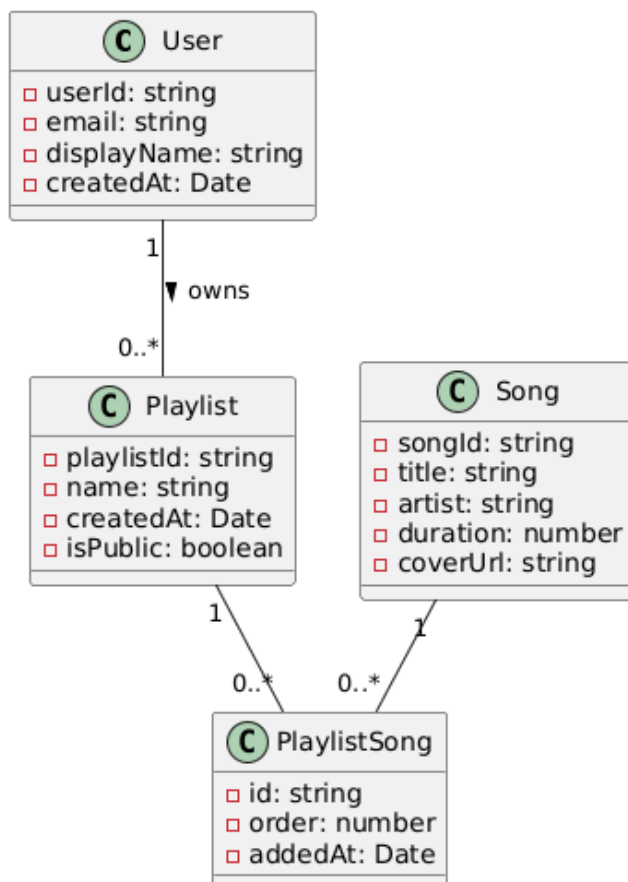 C User
userId: string
email: string
displayName: string
createdAt: Date
1
owns
0..*
C Playlist
playlistId: string
name: string
createdAt: Date
isPublic: boolean
C Song
songId: string
title: string
artist: string
duration: number
coverUrl: string
1
1
0..*
0..*
C PlaylistSong
id: string
order: number
addedAt: Date